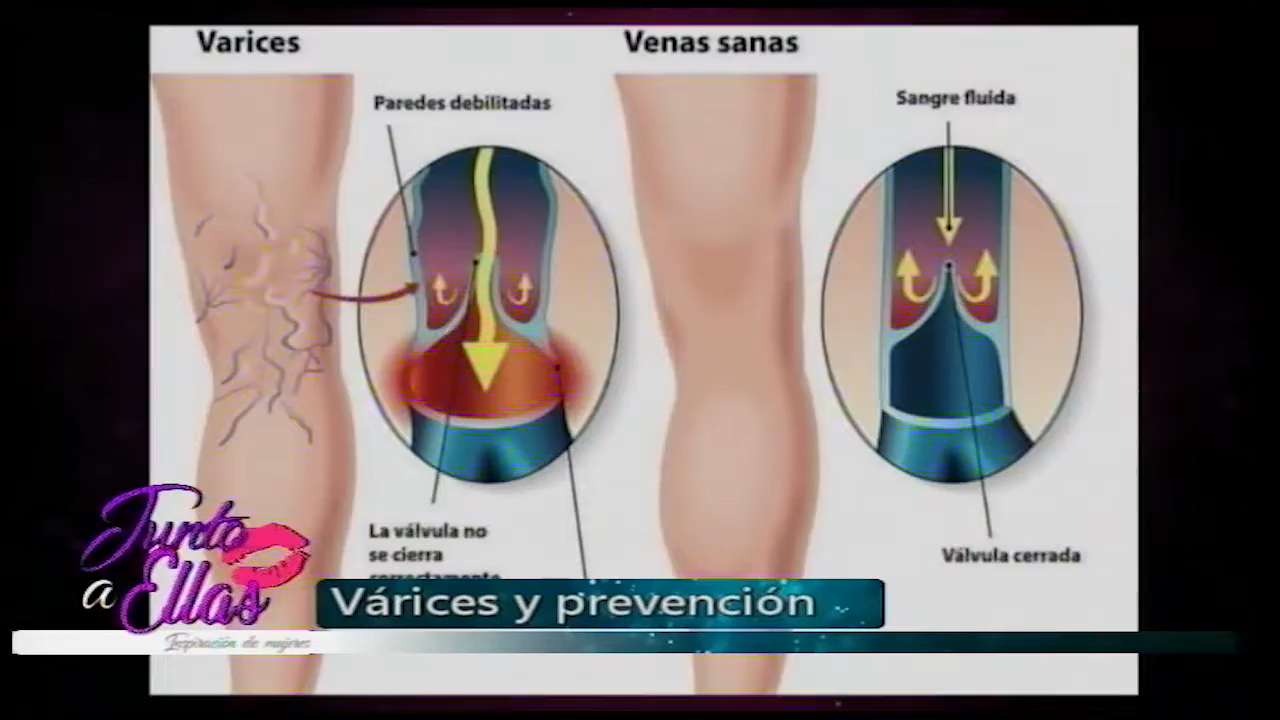 Varices
Venas sanas
Paredes debilitadas
Sangre fluida
La válvula no
se cierra
correctamente
Válvula cerrada
Junto
a Ellas
Várices y prevención
Inspiración de mujeres